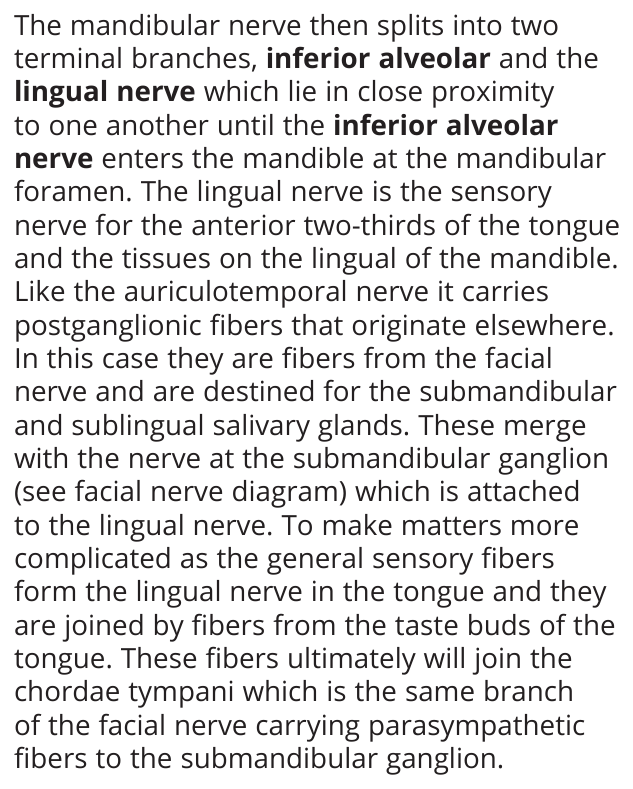 The mandibular nerve then splits into two
terminal branches, inferior alveolar and the
lingual nerve which lie in close proximity
to one another until the inferior alveolar
nerve enters the mandible at the mandibular
foramen. The lingual nerve is the sensory
nerve for the anterior two-thirds of the tongue
and the tissues on the lingual of the mandible.
Like the auriculotemporal nerve it carries
postganglionic fibers that originate elsewhere.
In this case they are fibers from the facial
nerve and are destined for the submandibular
and sublingual salivary glands. These merge
with the nerve at the submandibular ganglion
(see facial nerve diagram) which is attached
to the lingual nerve. To make matters more
complicated as the general sensory fibers
form the lingual nerve in the tongue and they
are joined by fibers from the taste buds of the
tongue. These fibers ultimately will join the
chordae tympani which is the same branch
of the facial nerve carrying parasympathetic
fibers to the submandibular ganglion.